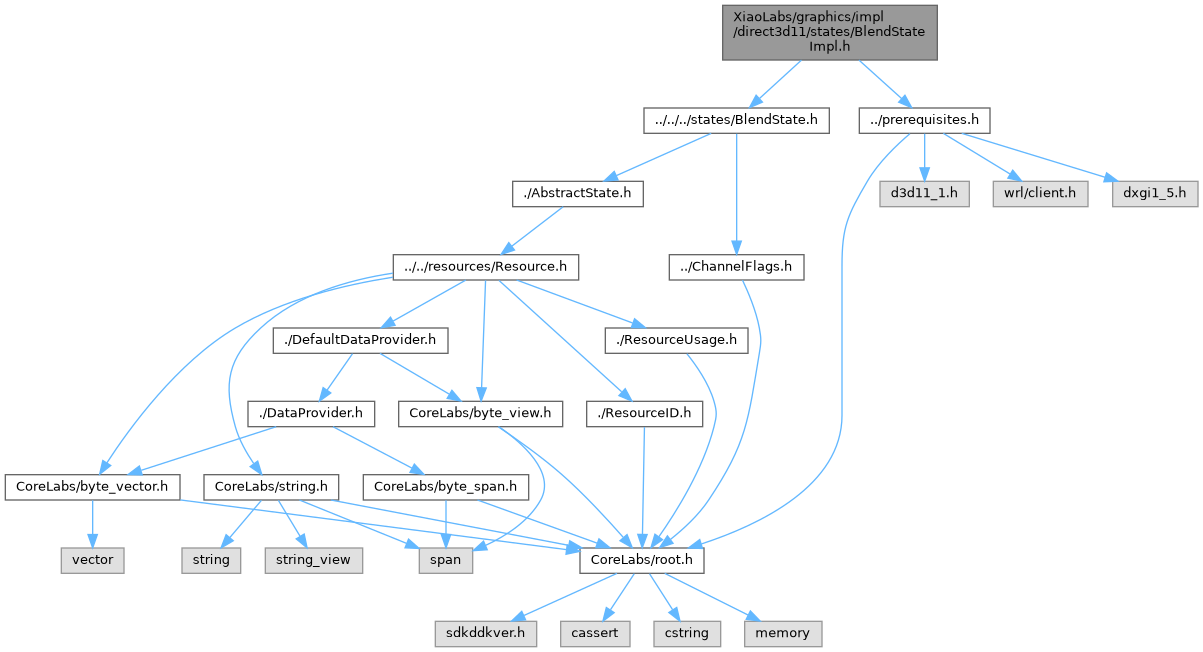 XiaoLabs/graphics/impl
/direct3d11/states/BlendState
Impl.h
../../../states/BlendState.h
../prerequisites.h
./AbstractState.h
d3d11_1.h
wrl/client.h
dxgi1_5.h
../../resources/Resource.h
../ChannelFlags.h
./DefaultDataProvider.h
./ResourceUsage.h
./DataProvider.h
CoreLabs/byte_view.h
./ResourceID.h
CoreLabs/byte_vector.h
CoreLabs/string.h
CoreLabs/byte_span.h
vector
string
string_view
span
CoreLabs/root.h
sdkddkver.h
cassert
cstring
memory